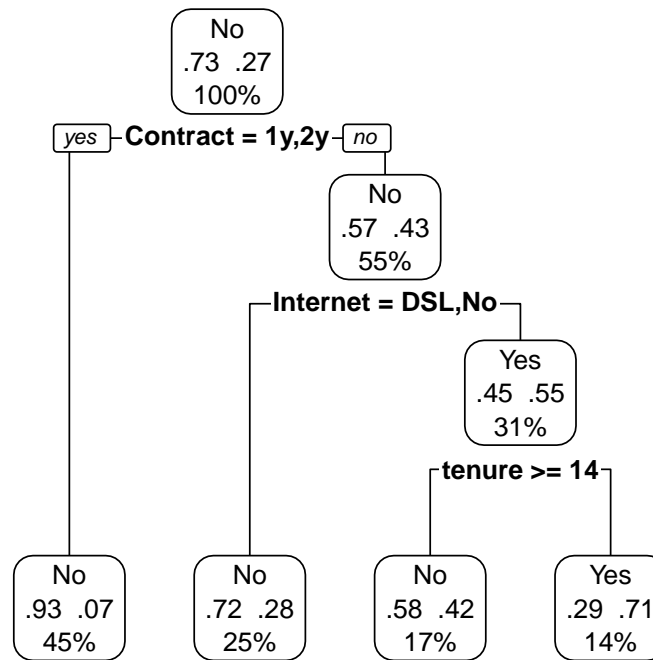 No
.73 .27
100%
yes Contract = 1y,2y no
No
.57 .43
55%
Internet = DSL,No
Yes
.45 .55
31%
tenure >= 14
No
.93 .07
45%
No
.72 .28
25%
No
.58 .42
17%
Yes
.29 .71
14%